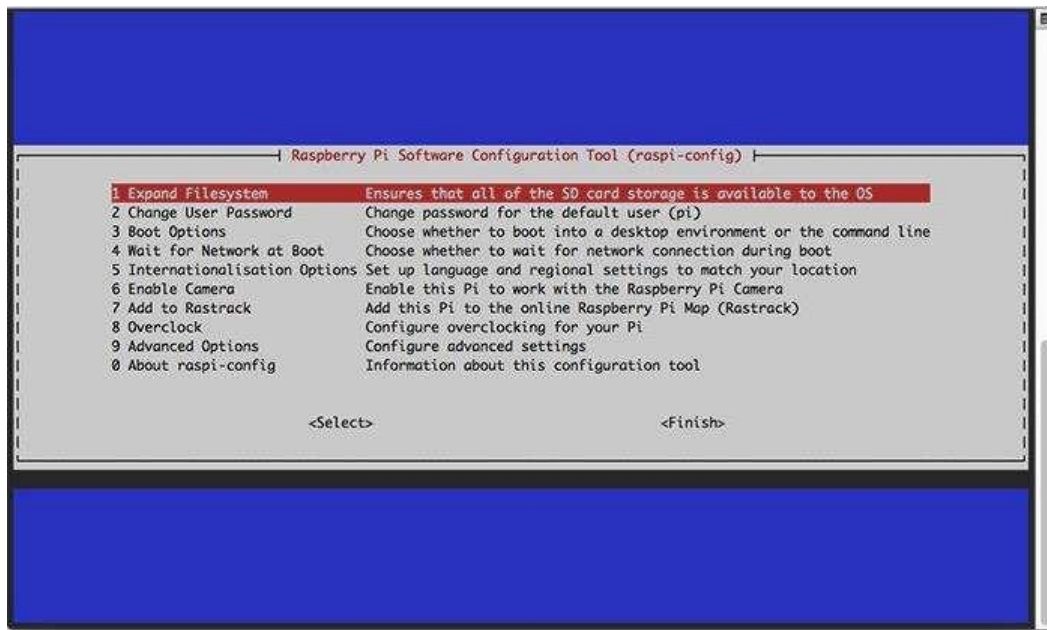 Raspberry Pi Software Configuration Tool (raspi-config)
1 Expand Filesystem Ensures that all of the SD card storage is available to the OS
2 Change User Password Change password for the default user (pi)
3 Boot Options Choose whether to boot into a desktop environment or the command line
4 Wait for Network at Boot Choose whether to wait for network connection during boot
5 Internationalisation Options Set up language and regional settings to match your location
6 Enable Camera Enable this Pi to work with the Raspberry Pi Camera
7 Add to Rastrack Add this Pi to the online Raspberry Pi Map (Rastrack)
8 Overclock Configure overclocking for your Pi
9 Advanced Options Configure advanced settings
0 About raspi-config Information about this configuration tool
<Select> <Finish>